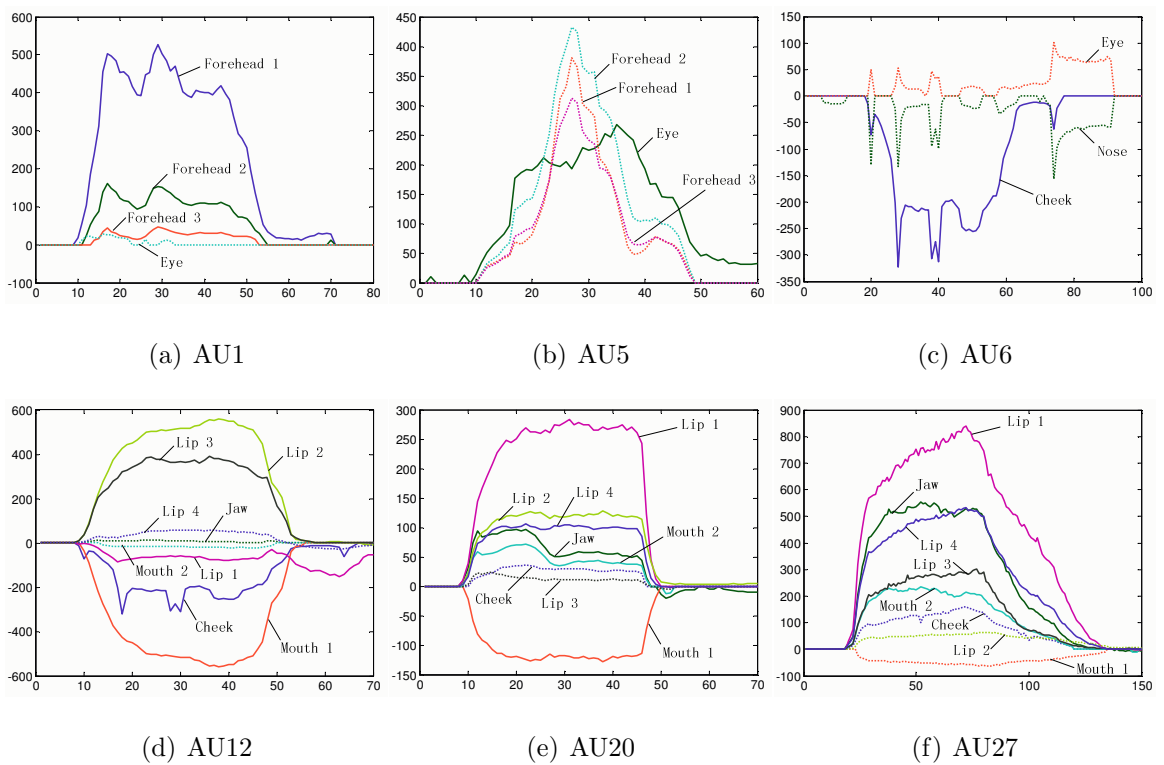 600
500
400
300
200
100
0
-100
0 10 20 30 40 50 60 70 80
Forehead 1
Forehead 2
Forehead 3
Eye
(a) AU1
450
400
350
300
250
200
150
100
50
0
0 10 20 30 40 50 60
Forehead 2
Forehead 1
Eye
Forehead 3
(b) AU5
150
100
50
0
-50
-100
-150
-200
-250
-300
-350
0 20 40 60 80 100
Eye
Nose
Cheek
(c) AU6
600
400
200
0
-200
-400
-600
0 10 20 30 40 50 60 70
Lip 3
Lip 2
Lip 4
Jaw
Mouth 2
Lip 1
Cheek
Mouth 1
(d) AU12
300
250
200
150
100
50
0
-50
-100
-150
0 10 20 30 40 50 60 70
Lip 1
Lip 2
Lip 4
Jaw
Mouth 2
Cheek
Lip 3
Mouth 1
(e) AU20
900
800
700
600
500
400
300
200
100
0
-100
0 50 100 150
Lip 1
Jaw
Lip 4
Lip 3
Mouth 2
Cheek
Lip 2
Mouth 1
(f) AU27